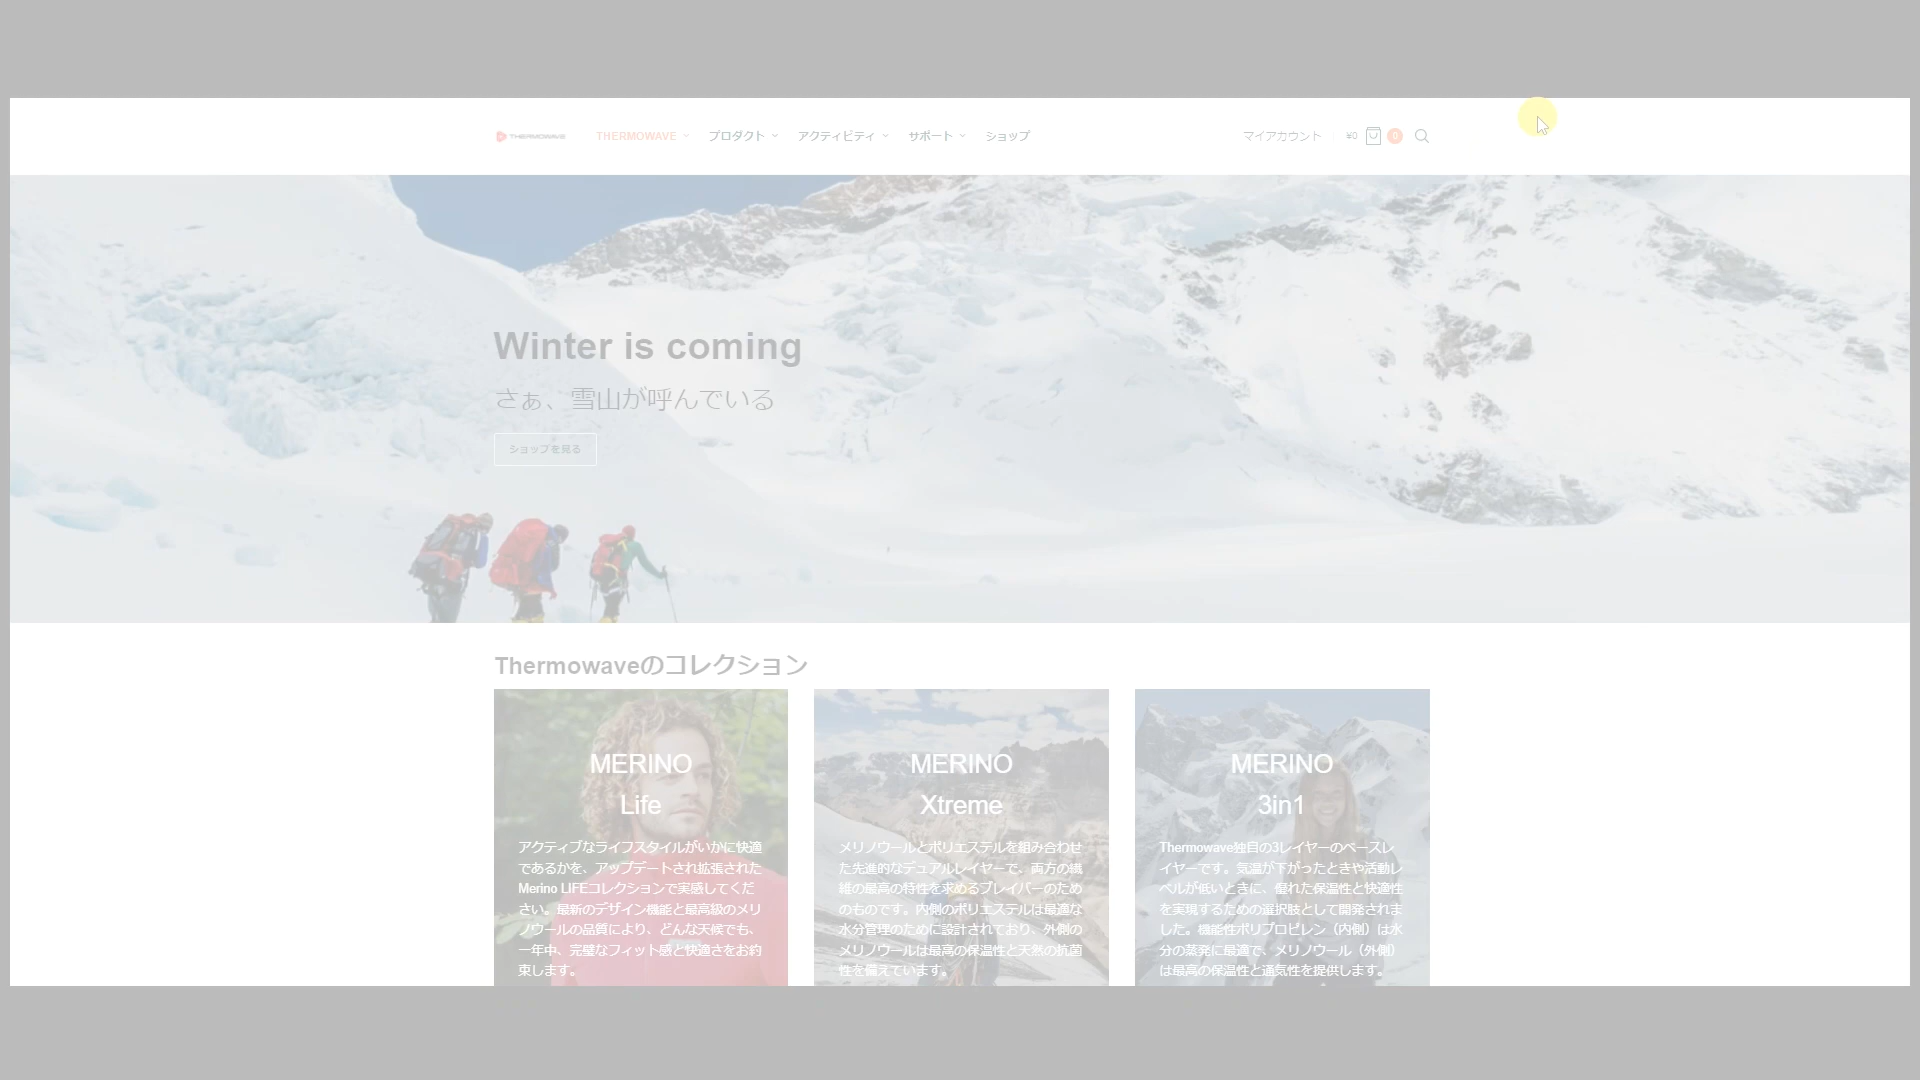 THERMOWAVE
THERMOWAVE
プロダクト
アクティビティ
サポート
ショップ
マイアカウント
¥0
0
Winter is coming
さぁ、雪山が呼んでいる
ショップを見る
Thermowaveのコレクション
MERINO
Life
アクティブなライフスタイルがいかに快適
であるかを、アップデートされ拡張された
Merino LIFEコレクションで実感してくだ
さい。最新のデザイン機能と最高級のメリ
ノウールの品質により、どんな天候でも、
一年中、完璧なフィット感と快適さをお約
束します。
MERINO
Xtreme
メリノウールとポリエステルを組み合わせ
た先進的なデュアルレイヤーで、両方の繊
維の最高の特性を求めるブレイバーのため
のものです。内側のポリエステルは最適な
水分管理のために設計されており、外側の
メリノウールは最高の保温性と天然の抗菌
性を備えています。
MERINO
3in1
Thermowave独自の3レイヤーのベースレ
イヤーです。気温が下がったときや活動レ
ベルが低いときに、優れた保温性と快適性
を実現するための選択肢として開発されま
した。機能性ポリプロピレン（内側）は水
分の蒸発に最適で、メリノウール（外側）
は最高の保温性と通気性を提供します。